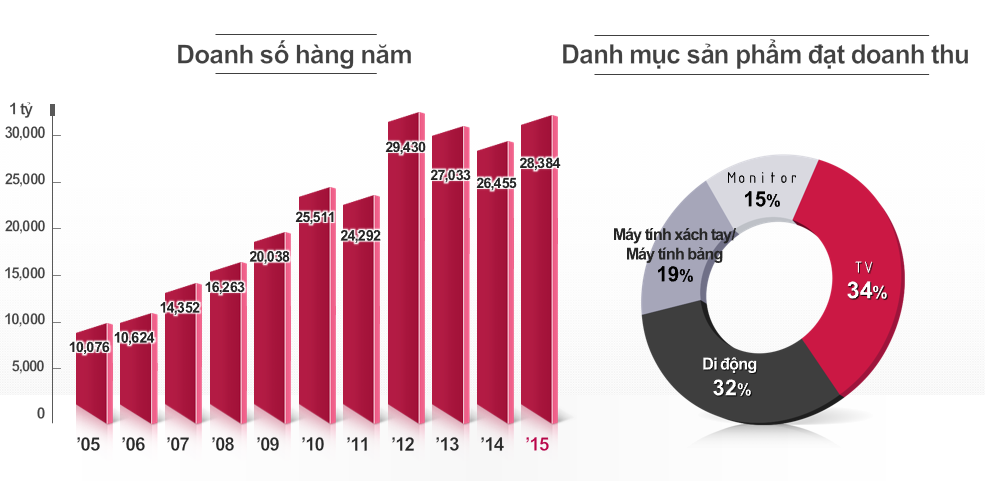 Doanh số hàng năm
1 tỷ
30,000
25,000
20,000
15,000
10,000
5,000
0
10,076
10,624
14,352
16,263
20,038
25,511
24,292
29,430
27,033
26,455
28,384
’05 ’06 ’07 ’08 ’09 ’10 ’11 ’12 ’13 ’14 ’15
Danh mục sản phẩm đạt doanh thu
Monitor
15%
Máy tính xách tay/
Máy tính bảng
19%
TV
34%
Di động
32%